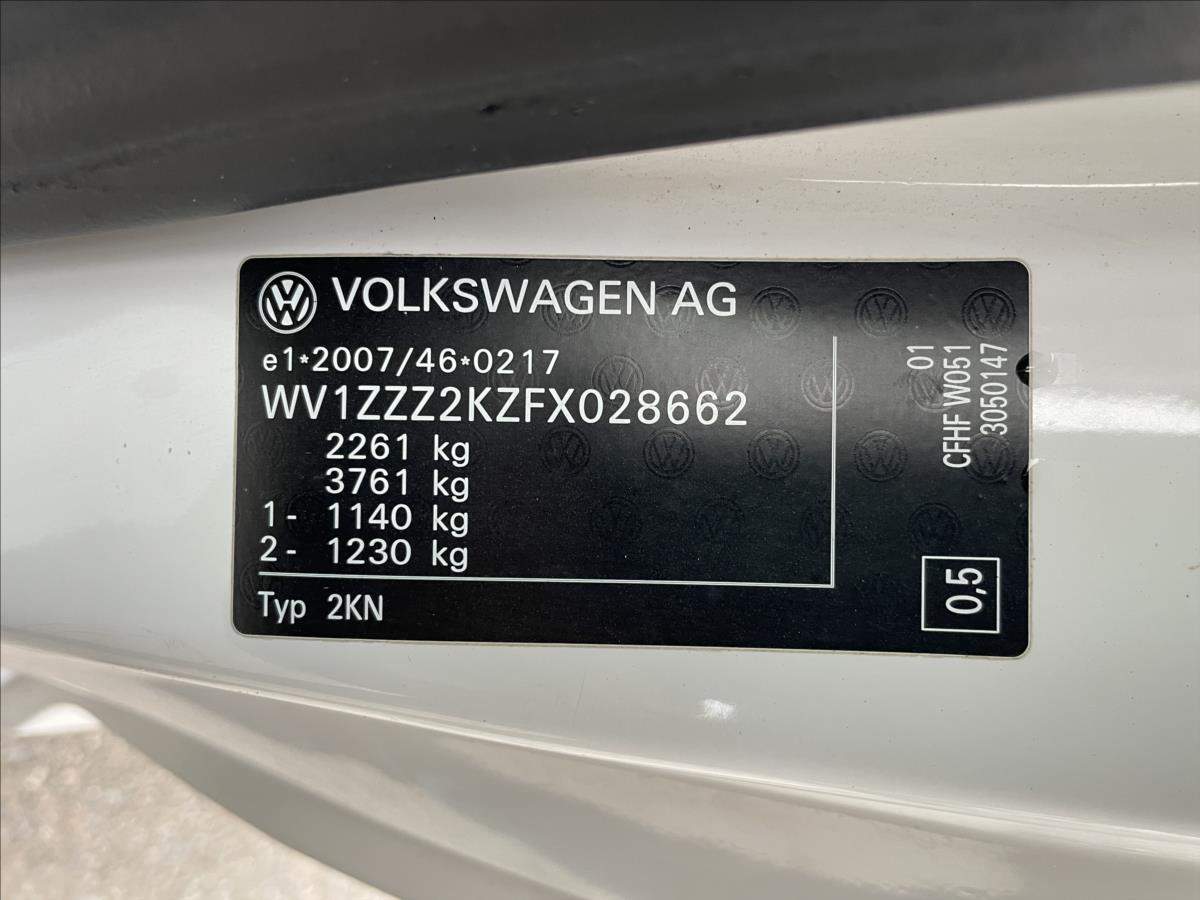 VOLKSWAGEN AG
e1*2007/46*0217
WV1ZZZ2KZFX028662
2261 kg
3761 kg
1- 1140 kg
2- 1230 kg
Typ 2KN
01
CFHF W051
3050147
0,5